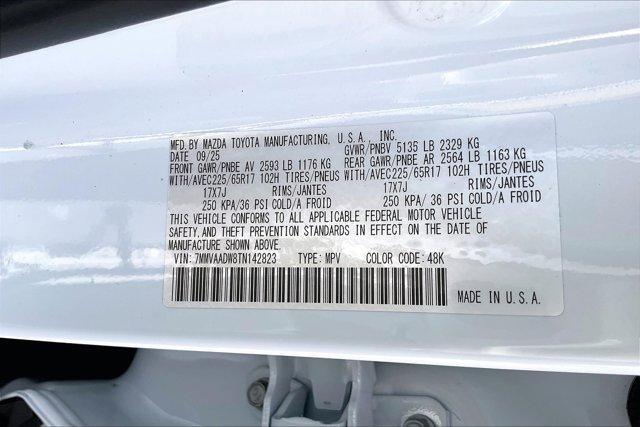 MFD. BY MAZDA TOYOTA MANUFACTURING, U.S.A., INC.
DATE 09/25 GVWR/PNBV 5135 LB 2329 KG
FRONT GAWR/PNBE AV 2593 LB 1176 KG REAR GAWR/PNBE AR 2564 LB 1163 KG
WITH/AVEC225/65R17 102H TIRES/PNEUS WITH/AVEC225/65R17 102H TIRES/PNEUS
17X7J RIMS/JANTES 17X7J RIMS/JANTES
250 KPA/36 PSI COLD/A FROID 250 KPA/36 PSI COLD/A FROID
THIS VEHICLE CONFORMS TO ALL APPLICABLE FEDERAL MOTOR VEHICLE
SAFETY, AND THEFT PREVENTION STANDARDS IN EFFECT ON THE DATE OF
MANUFACTURE SHOWN ABOVE.
VIN: 7MMVAADW8TN142823 TYPE: MPV COLOR CODE: 48K
MADE IN U.S.A.